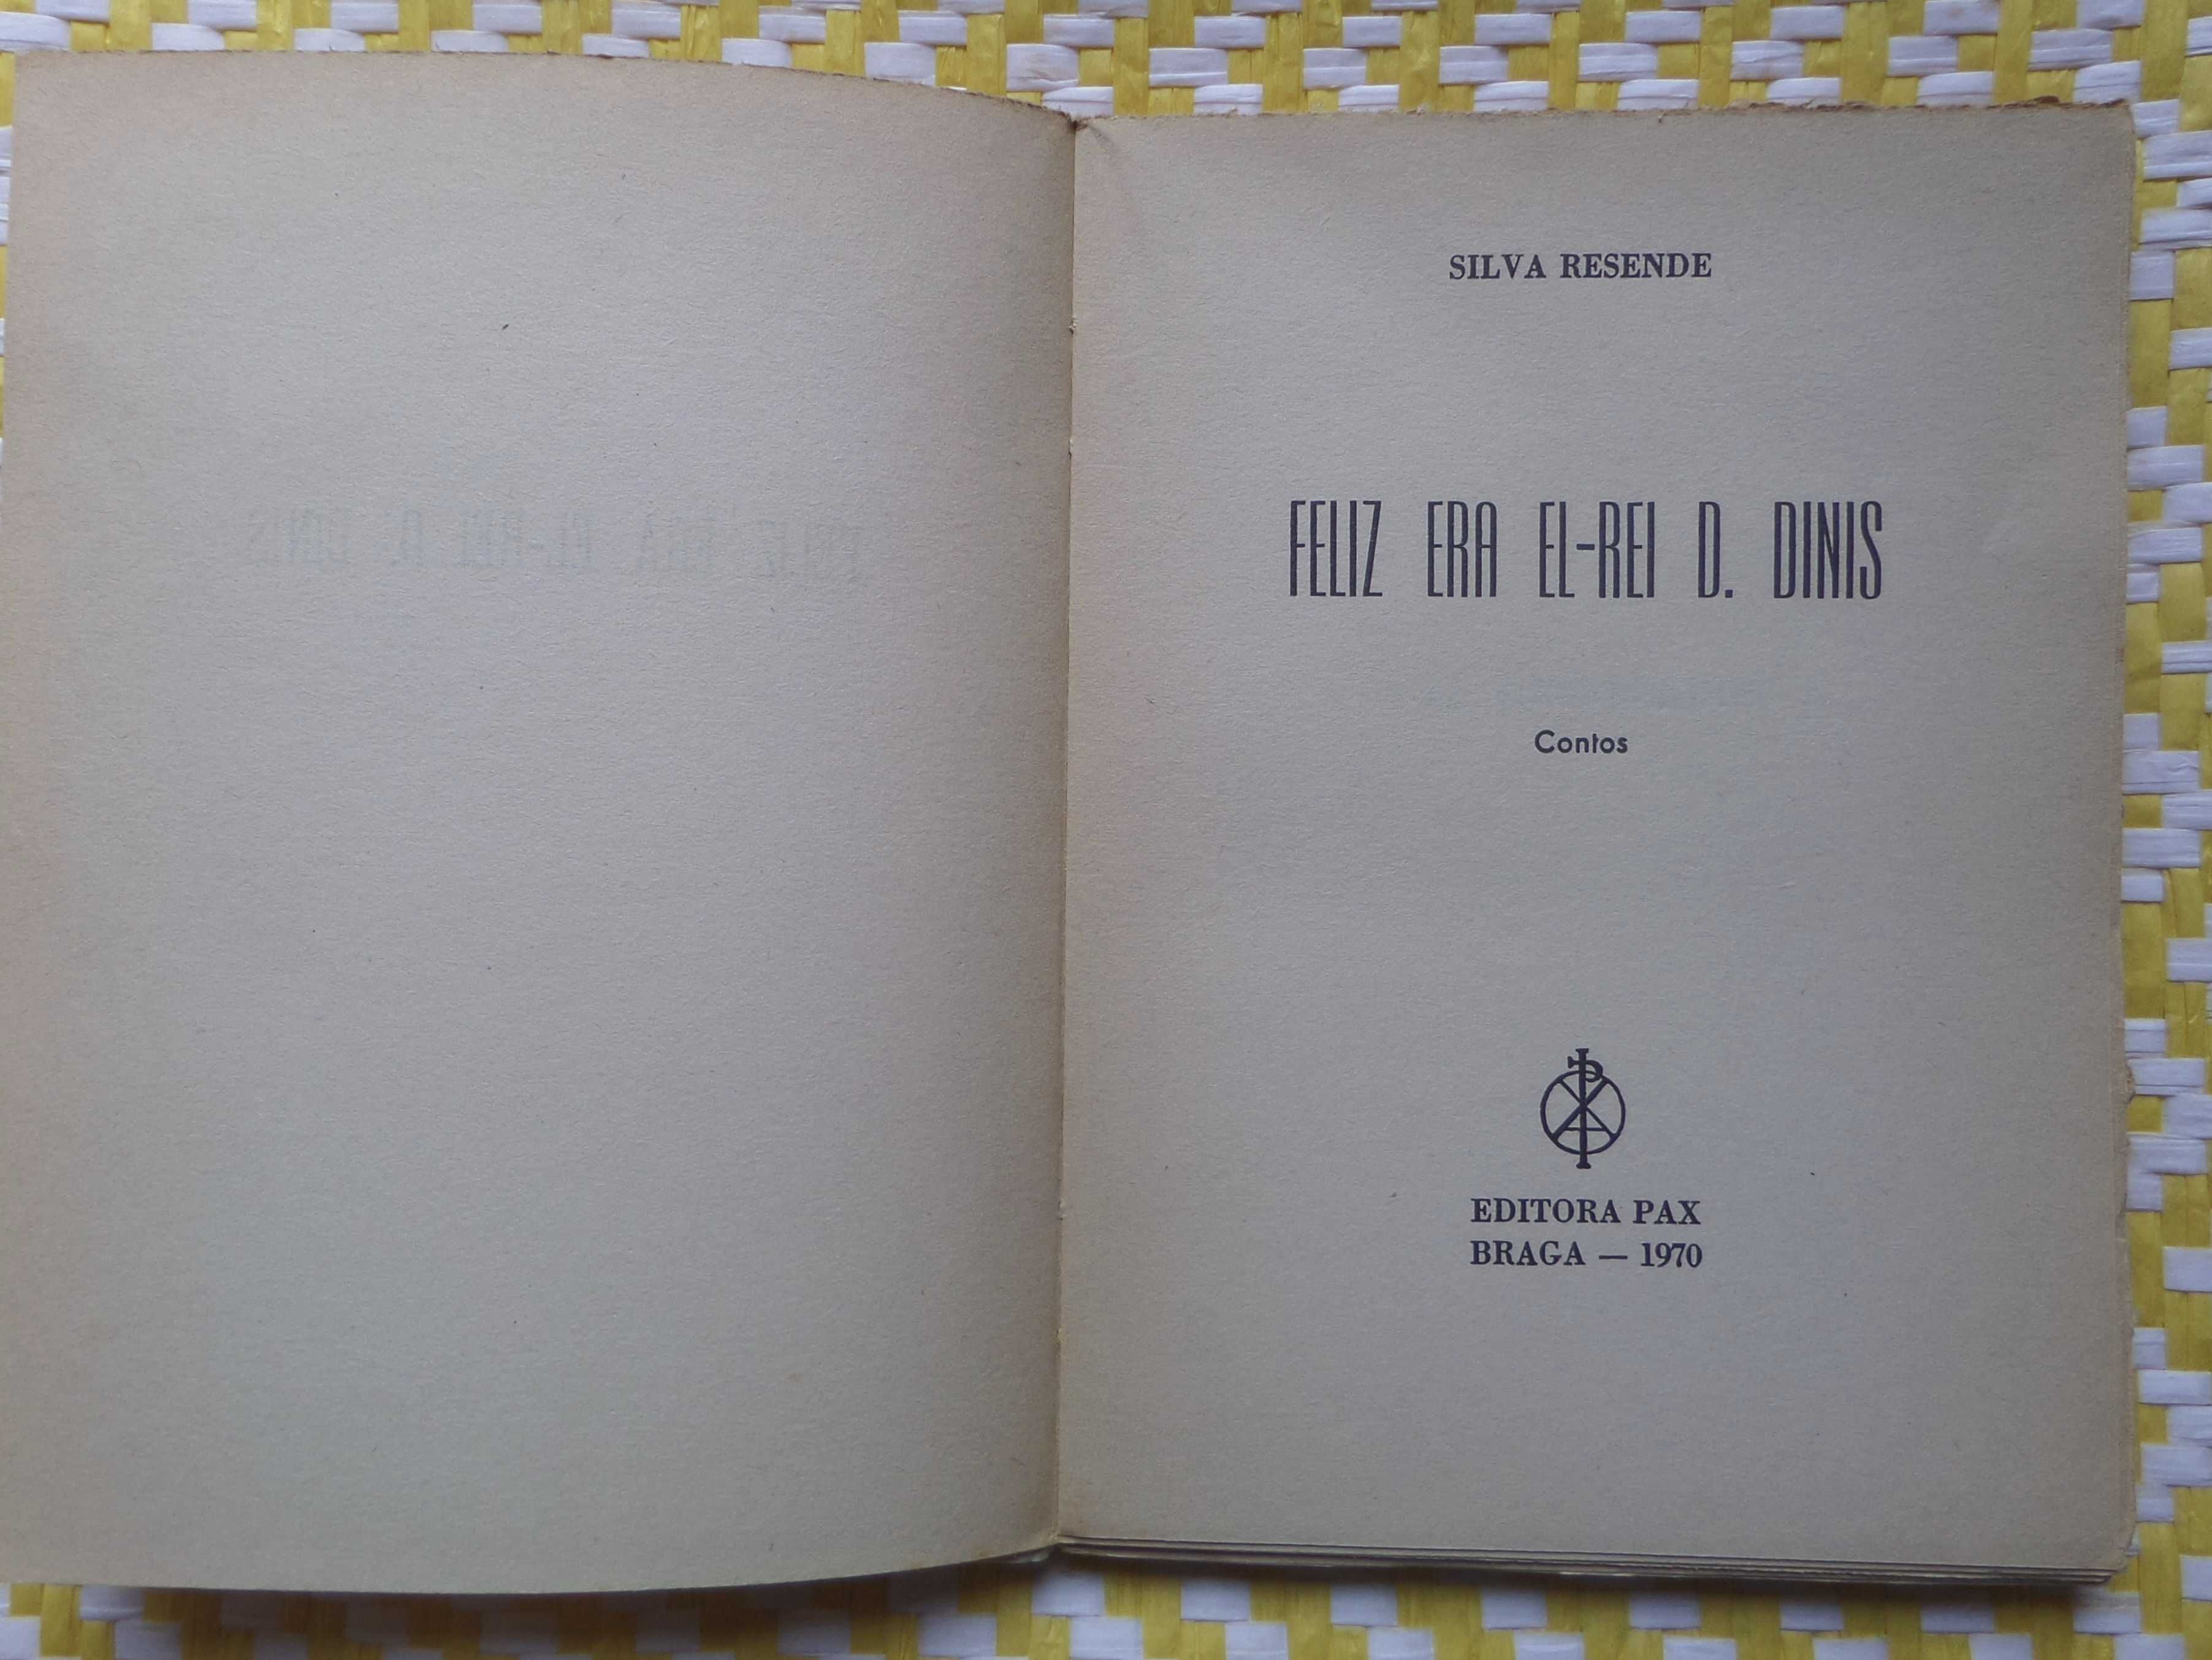 SILVA RESENDE
FELIZ ERA EL-REI D. DINIS
Contos
EDITORA PAX
BRAGA — 1970